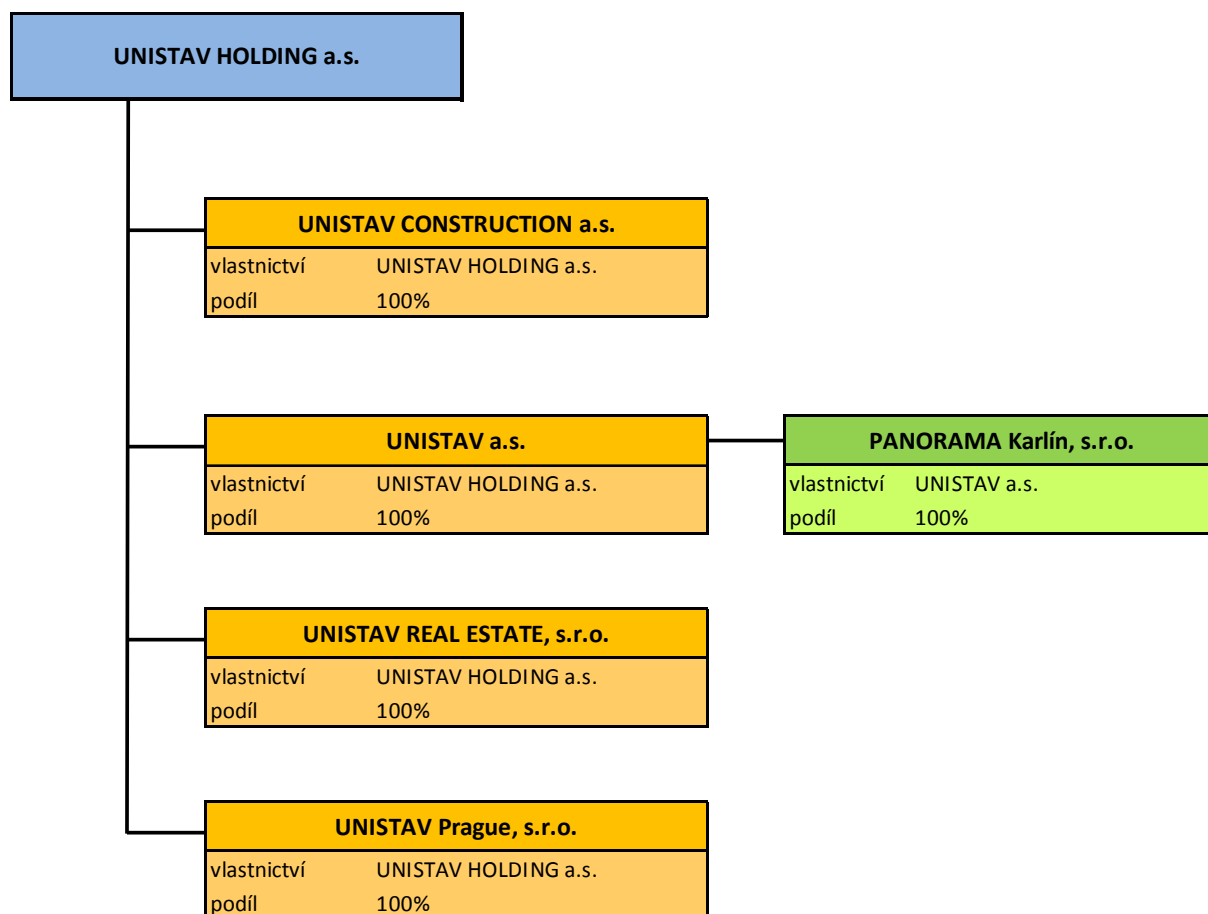 UNISTAV HOLDING a.s.
UNISTAV CONSTRUCTION a.s.
vlastnictví UNISTAV HOLDING a.s.
podíl 100%
UNISTAV a.s.
vlastnictví UNISTAV HOLDING a.s.
podíl 100%
PANORAMA Karlín, s.r.o.
vlastnictví UNISTAV a.s.
podíl 100%
UNISTAV REAL ESTATE, s.r.o.
vlastnictví UNISTAV HOLDING a.s.
podíl 100%
UNISTAV Prague, s.r.o.
vlastnictví UNISTAV HOLDING a.s.
podíl 100%